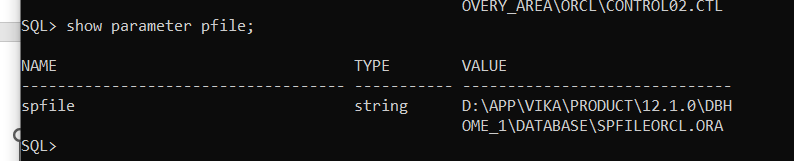 OVERY_AREA\ORCL\CONTROL02.CTL
SQL> show parameter pfile;
NAME                                 TYPE        VALUE
------------------------------------ ----------- ------------------------------
spfile                               string      D:\APP\VIKA\PRODUCT\12.1.0\DBH
                                                 OME_1\DATABASE\SPFILEORCL.ORA
SQL>